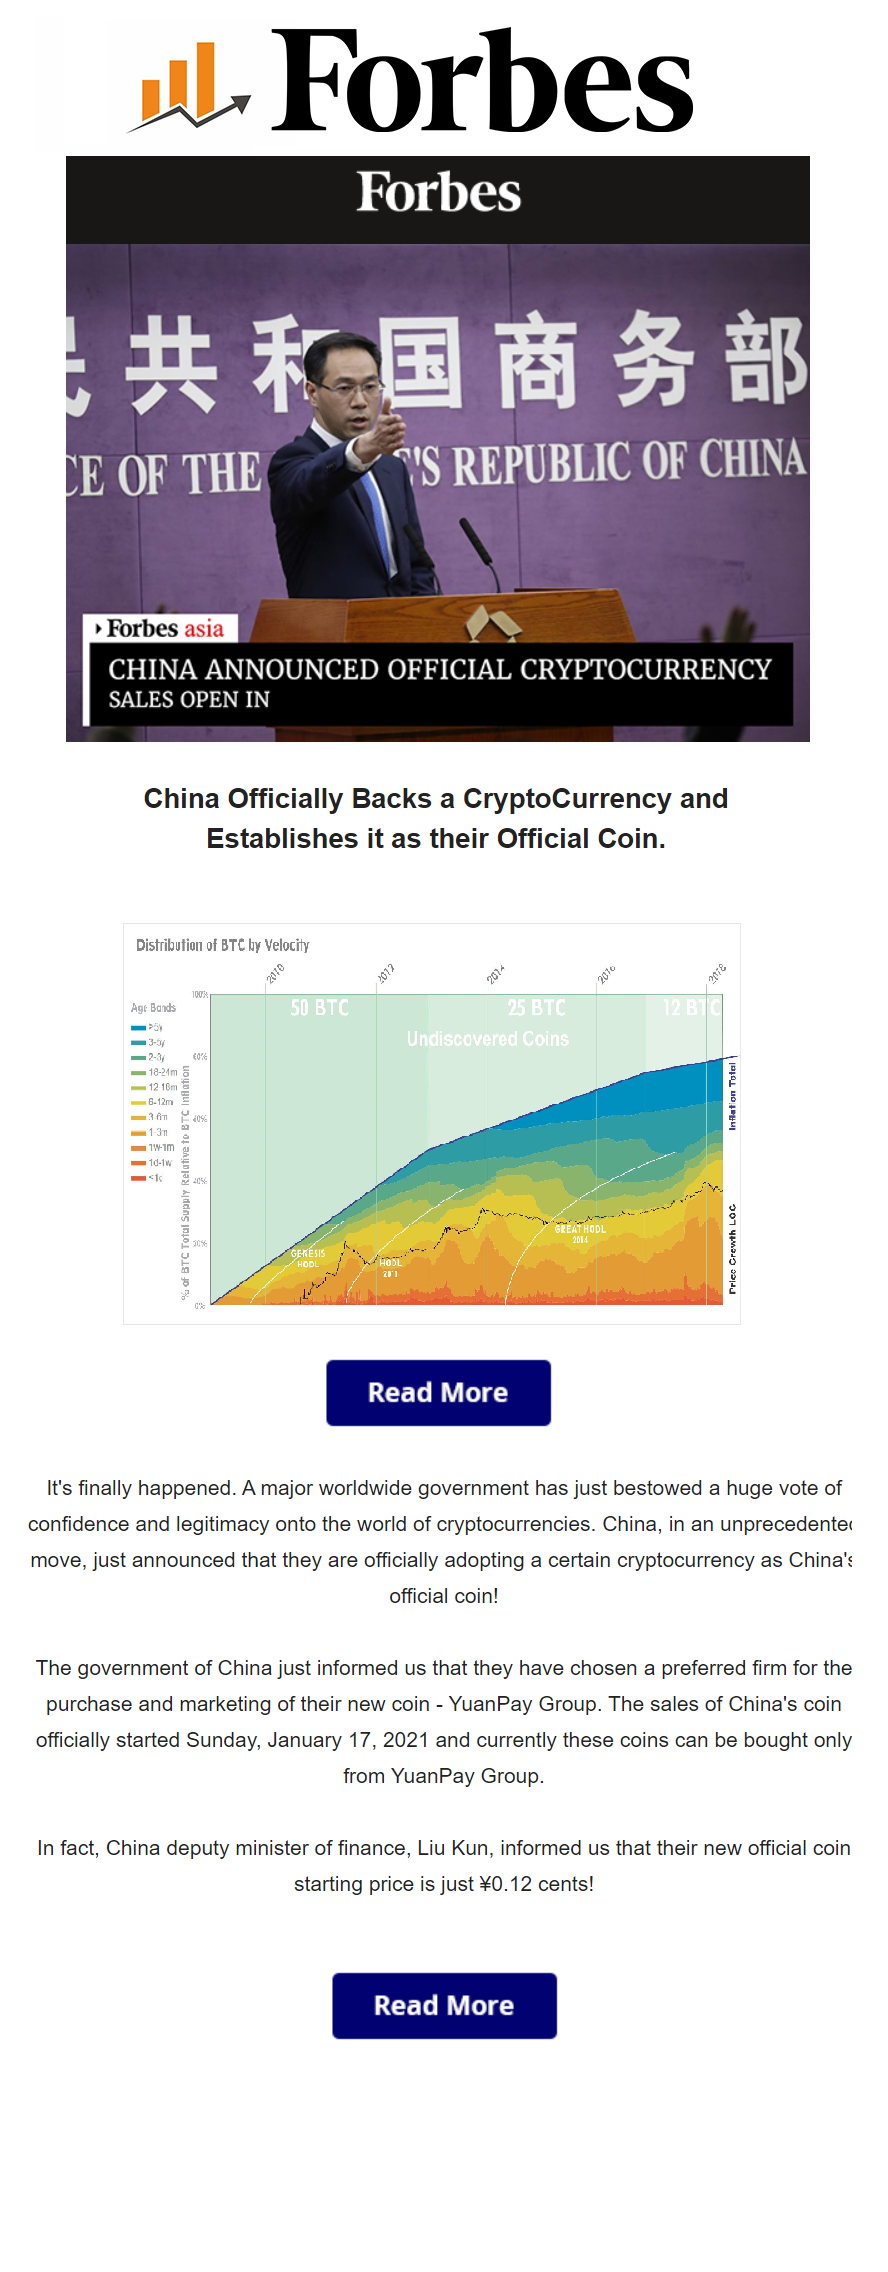 Forbes
Forbes
民共和国商务部
CE OF THE 'S REPUBLIC OF CHINA
Forbes asia
CHINA ANNOUNCED OFFICIAL CRYPTOCURRENCY
SALES OPEN IN
China Officially Backs a CryptoCurrency and
Establishes it as their Official Coin.
Distribution of BTC by Velocity
2010 2012 2014 2016 2018
Age Bands
>5y
3-5y
2-3y
18-24m
12-18m
6-12m
3-6m
1-3m
1w-1m
1d-1w
% of BTC Total Supply Relative to BTC Inflation
100%
80%
60%
40%
20%
0%
50 BTC 25 BTC 12 BTC
Undiscovered Coins
GENESIS
HODL
HODL
2011
GREAT HODL
2014
Inflation Total
Price Growth LOG
Read More
It's finally happened. A major worldwide government has just bestowed a huge vote of
confidence and legitimacy onto the world of cryptocurrencies. China, in an unprecedented
move, just announced that they are officially adopting a certain cryptocurrency as China's
official coin!
The government of China just informed us that they have chosen a preferred firm for the
purchase and marketing of their new coin - YuanPay Group. The sales of China's coin
officially started Sunday, January 17, 2021 and currently these coins can be bought only
from YuanPay Group.
In fact, China deputy minister of finance, Liu Kun, informed us that their new official coin
starting price is just ¥0.12 cents!
Read More